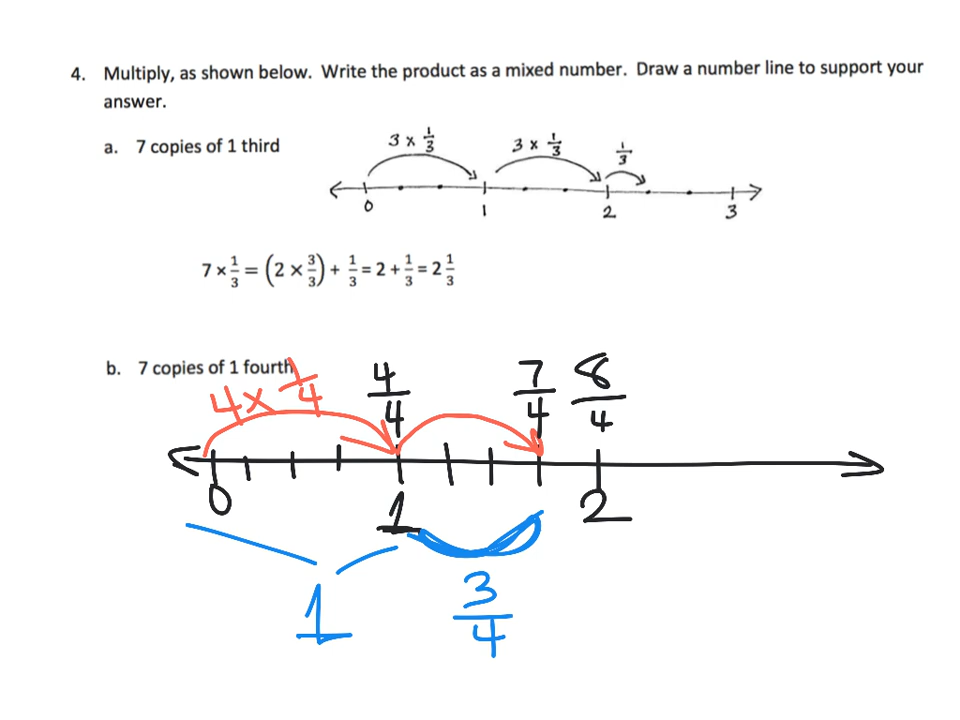 4. Multiply, as shown below. Write the product as a mixed number. Draw a number line to support your
answer.
a. 7 copies of 1 third
3 × 1/3 3 × 1/3 1/3
0 1 2 3
7 × 1/3 = (2 × 3/3) + 1/3 = 2 + 1/3 = 2 1/3
b. 7 copies of 1 fourth
4 × 1/4 4/4 7/4 8/4
0 1 2
1 3/4